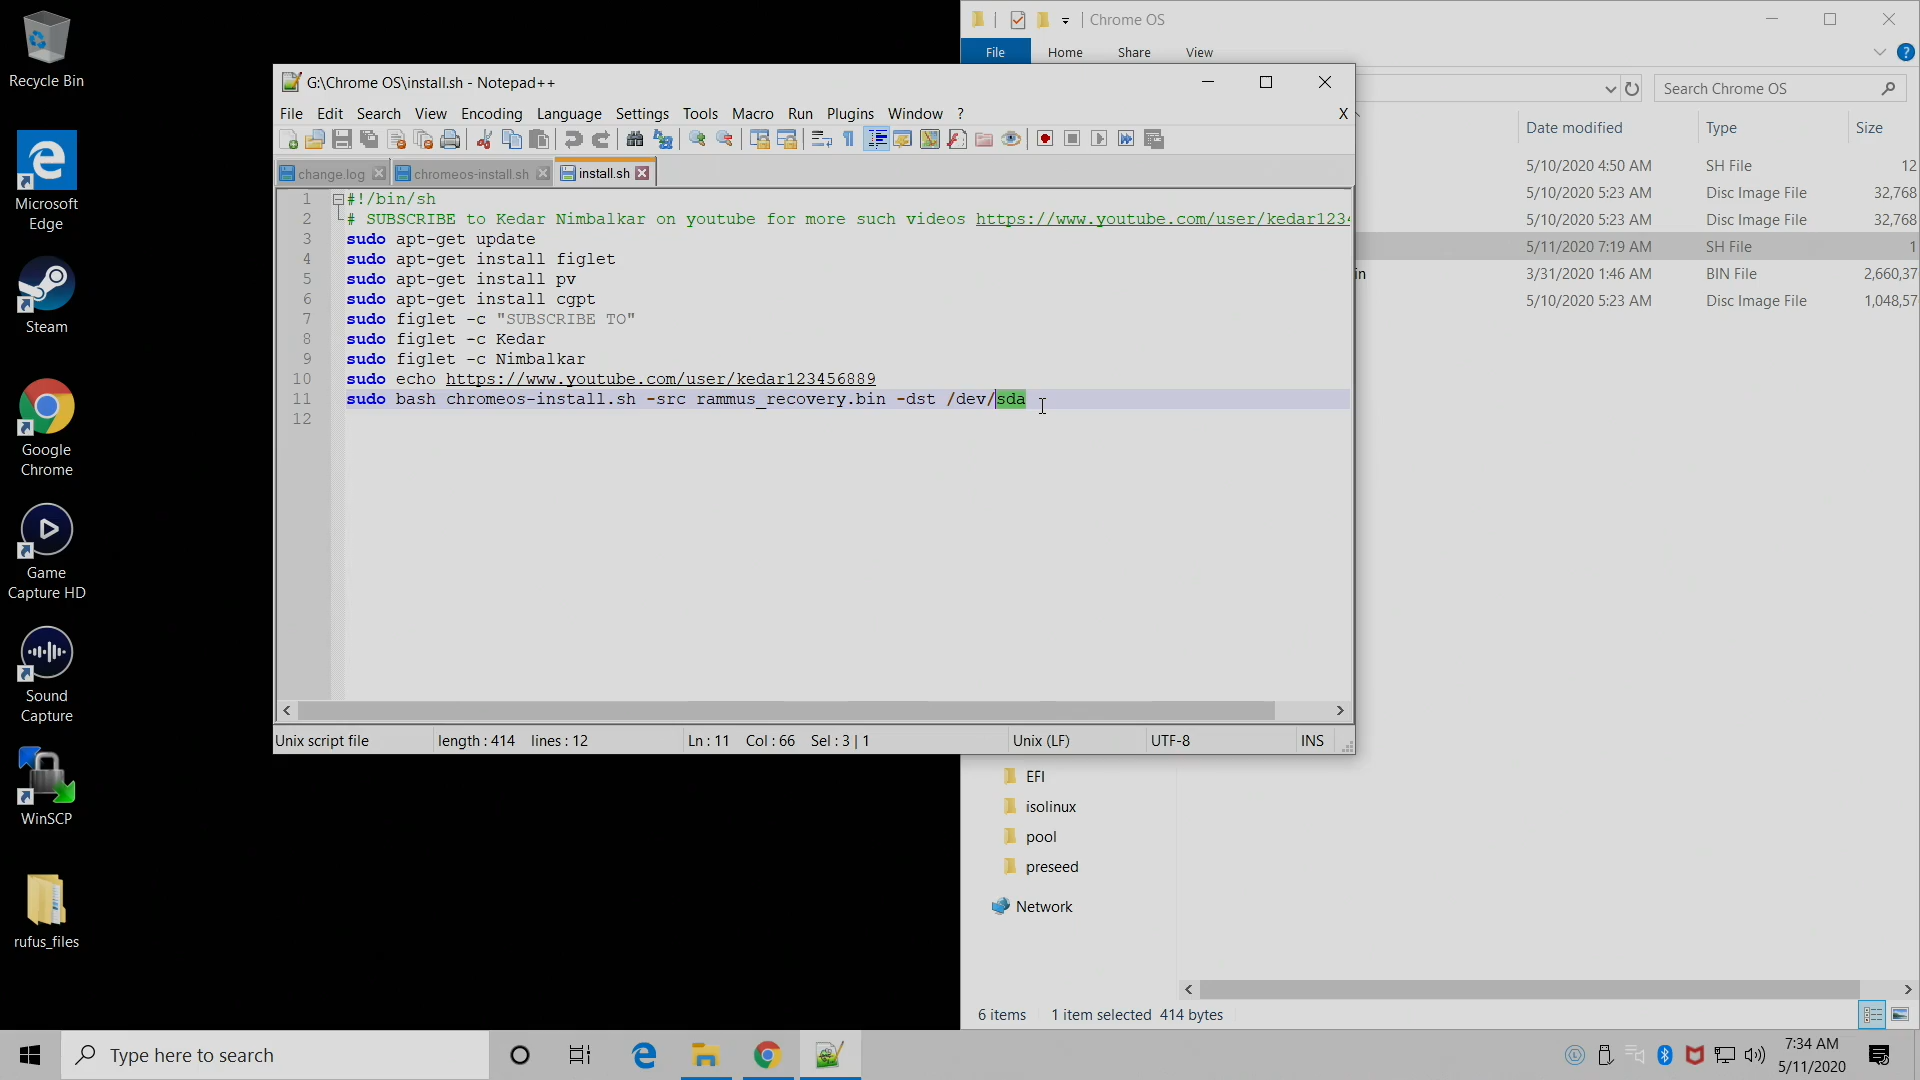 Recycle Bin
Microsoft
Edge
Steam
Google
Chrome
Game
Capture HD
Sound
Capture
WinSCP
rufus_files
Chrome OS
File Home Share View
Search Chrome OS
Date modified Type Size
5/10/2020 4:50 AM SH File 12
5/10/2020 5:23 AM Disc Image File 32,768
5/10/2020 5:23 AM Disc Image File 32,768
5/11/2020 7:19 AM SH File 1
in 3/31/2020 1:46 AM BIN File 2,660,37
5/10/2020 5:23 AM Disc Image File 1,048,57
G:\Chrome OS\install.sh - Notepad++
File Edit Search View Encoding Language Settings Tools Macro Run Plugins Window ? X
change.log chromeos-install.sh install.sh
1 #!/bin/sh
2 # SUBSCRIBE to Kedar Nimbalkar on youtube for more such videos https://www.youtube.com/user/kedar1234
3 sudo apt-get update
4 sudo apt-get install figlet
5 sudo apt-get install pv
6 sudo apt-get install cgpt
7 sudo figlet -c "SUBSCRIBE TO"
8 sudo figlet -c Kedar
9 sudo figlet -c Nimbalkar
10 sudo echo https://www.youtube.com/user/kedar123456889
11 sudo bash chromeos-install.sh -src rammus_recovery.bin -dst /dev/sda
12
Unix script file length : 414 lines : 12 Ln : 11 Col : 66 Sel : 3 | 1 Unix (LF) UTF-8 INS
EFI
isolinux
pool
preseed
Network
6 items 1 item selected 414 bytes
Type here to search
7:34 AM
5/11/2020